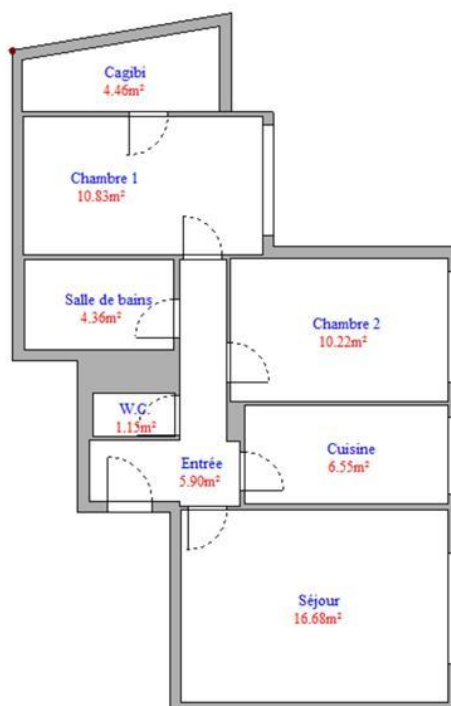 Cagibi
4.46m²
Chambre 1
10.83m²
Salle de bains
4.36m²
Chambre 2
10.22m²
W.C.
1.15m²
Cuisine
6.55m²
Entrée
5.90m²
Séjour
16.68m²